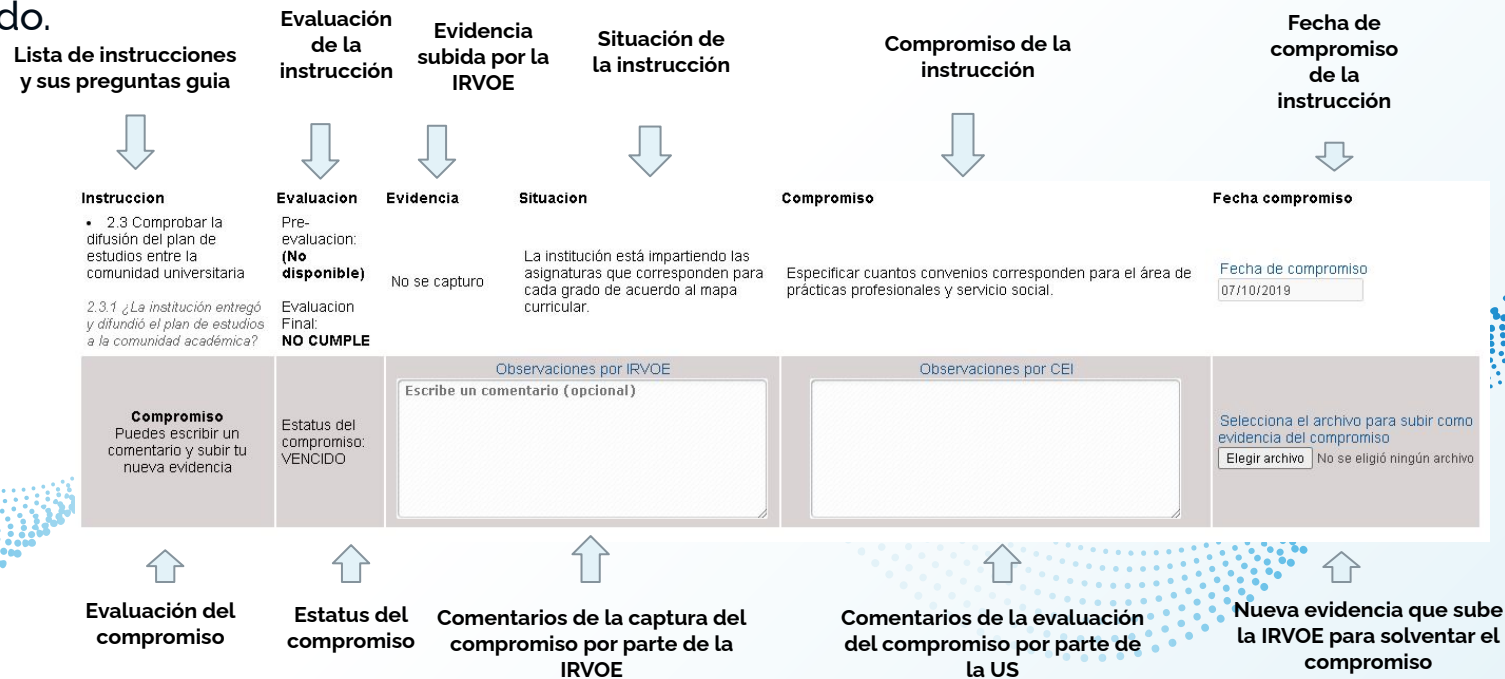 do.
Lista de instrucciones
y sus preguntas guia
Evaluación
de la
instrucción
Evidencia
subida por la
IRVOE
Situación de
la instrucción
Compromiso de la
instrucción
Fecha de
compromiso
de la
instrucción
Instruccion
Evaluacion
Evidencia
Situacion
Compromiso
Fecha compromiso
• 2.3 Comprobar la
difusión del plan de
estudios entre la
comunidad universitaria
2.3.1 ¿La institución entregó
y difundió el plan de estudios
a la comunidad académica?
Pre-
evaluacion:
(No
disponible)
Evaluacion
Final:
NO CUMPLE
No se capturo
La institución está impartiendo las
asignaturas que corresponden para
cada grado de acuerdo al mapa
curricular.
Especificar cuantos convenios corresponden para el área de
prácticas profesionales y servicio social.
Fecha de compromiso
07/10/2019
Compromiso
Puedes escribir un
comentario y subir tu
nueva evidencia
Estatus del
compromiso:
VENCIDO
Observaciones por IRVOE
Escribe un comentario (opcional)
Observaciones por CEI
Selecciona el archivo para subir como
evidencia del compromiso
Elegir archivo No se eligió ningún archivo
Evaluación del
compromiso
Estatus del
compromiso
Comentarios de la captura del
compromiso por parte de la
IRVOE
Comentarios de la evaluación
del compromiso por parte de
la US
Nueva evidencia que sube
la IRVOE para solventar el
compromiso